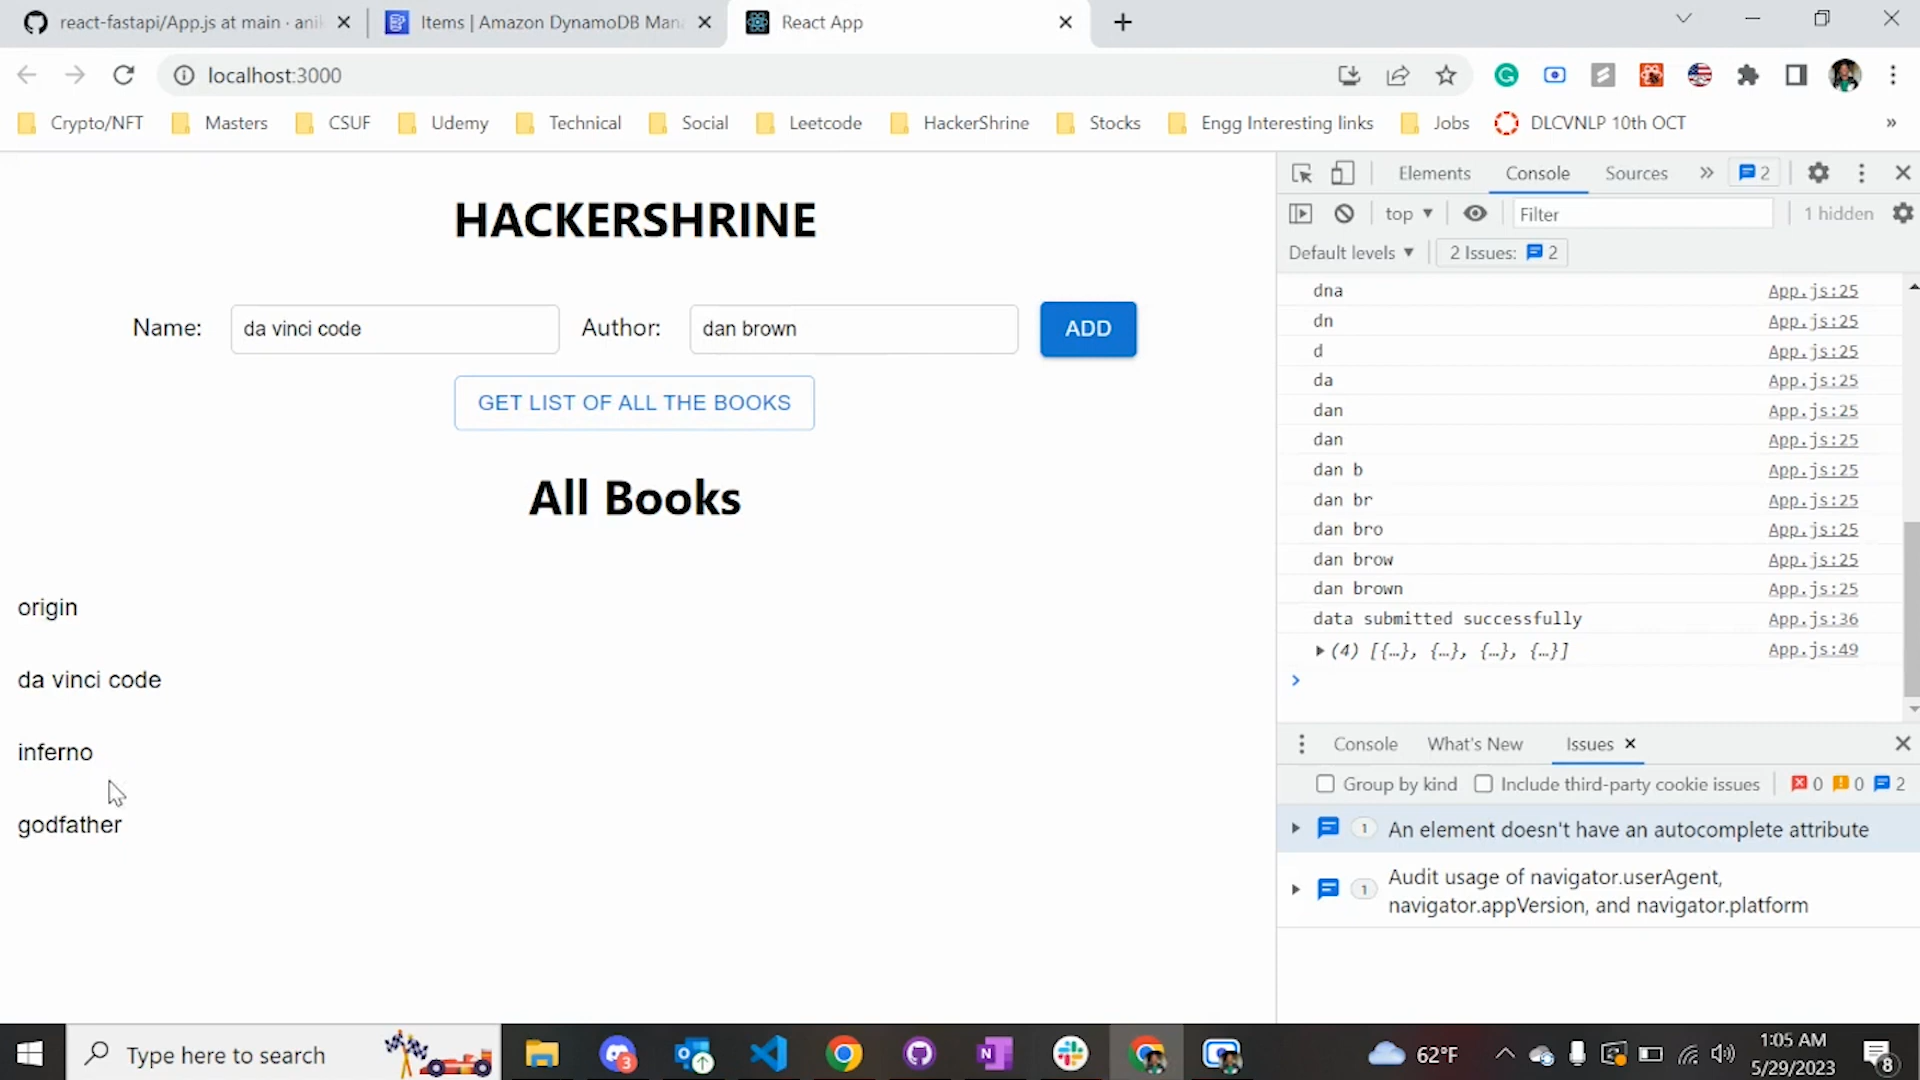 react-fastapi/App.js at main · ani
Items | Amazon DynamoDB Man
React App
localhost:3000
Crypto/NFT
Masters
CSUF
Udemy
Technical
Social
Leetcode
HackerShrine
Stocks
Engg Interesting links
Jobs
DLCVNLP 10th OCT
»
HACKERSHRINE
Name:
da vinci code
Author:
dan brown
ADD
GET LIST OF ALL THE BOOKS
All Books
origin
da vinci code
inferno
godfather
Elements
Console
Sources
»
2
top
Filter
1 hidden
Default levels
2 Issues: 2
dna App.js:25
dn App.js:25
d App.js:25
da App.js:25
dan App.js:25
dan App.js:25
dan b App.js:25
dan br App.js:25
dan bro App.js:25
dan brow App.js:25
dan brown App.js:25
data submitted successfully App.js:36
(4) [{…}, {…}, {…}, {…}] App.js:49
Console
What's New
Issues
Group by kind
Include third-party cookie issues
0
0
2
1 An element doesn't have an autocomplete attribute
1 Audit usage of navigator.userAgent,
navigator.appVersion, and navigator.platform
Type here to search
3
N
62°F
1:05 AM
5/29/2023
8